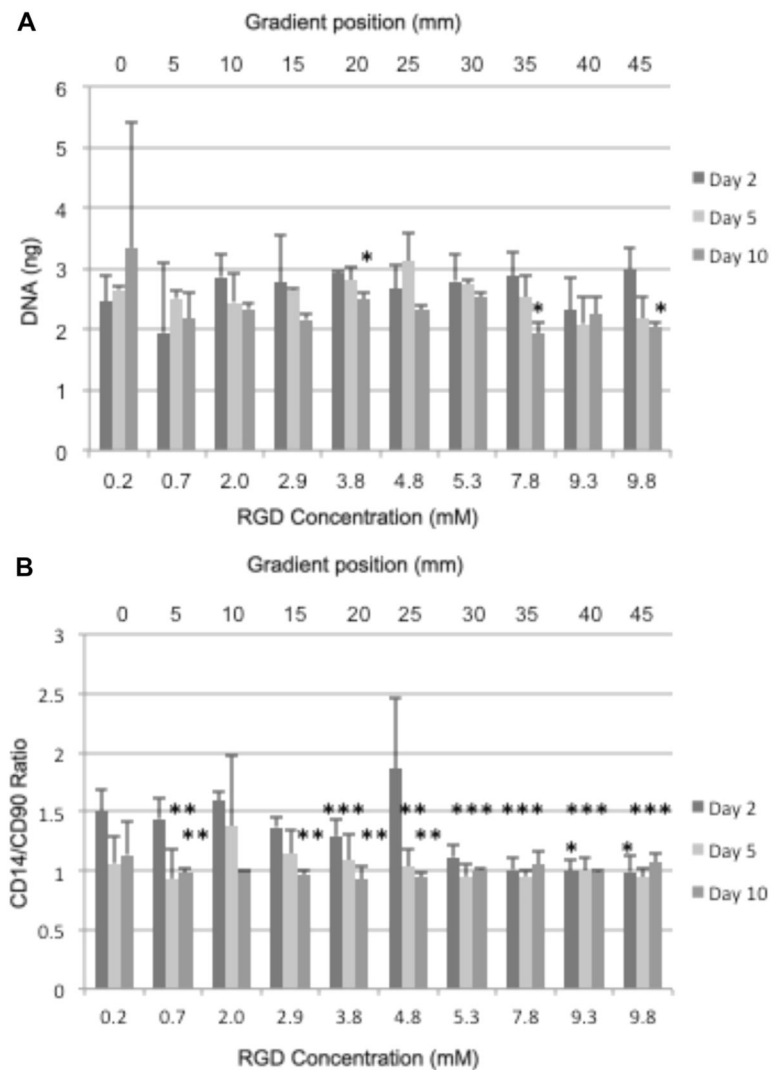 A
Gradient position (mm)
0 5 10 15 20 25 30 35 40 45
6
5
4
3
2
1
0
DNA (ng)
* * *
Day 2
Day 5
Day 10
0.2 0.7 2.0 2.9 3.8 4.8 5.3 7.8 9.3 9.8
RGD Concentration (mM)
B
Gradient position (mm)
0 5 10 15 20 25 30 35 40 45
3
2.5
2
1.5
1
0.5
0
CD14/CD90 Ratio
** *** ** *** *** *** ***
** ** ** ** * *
Day 2
Day 5
Day 10
0.2 0.7 2.0 2.9 3.8 4.8 5.3 7.8 9.3 9.8
RGD Concentration (mM)